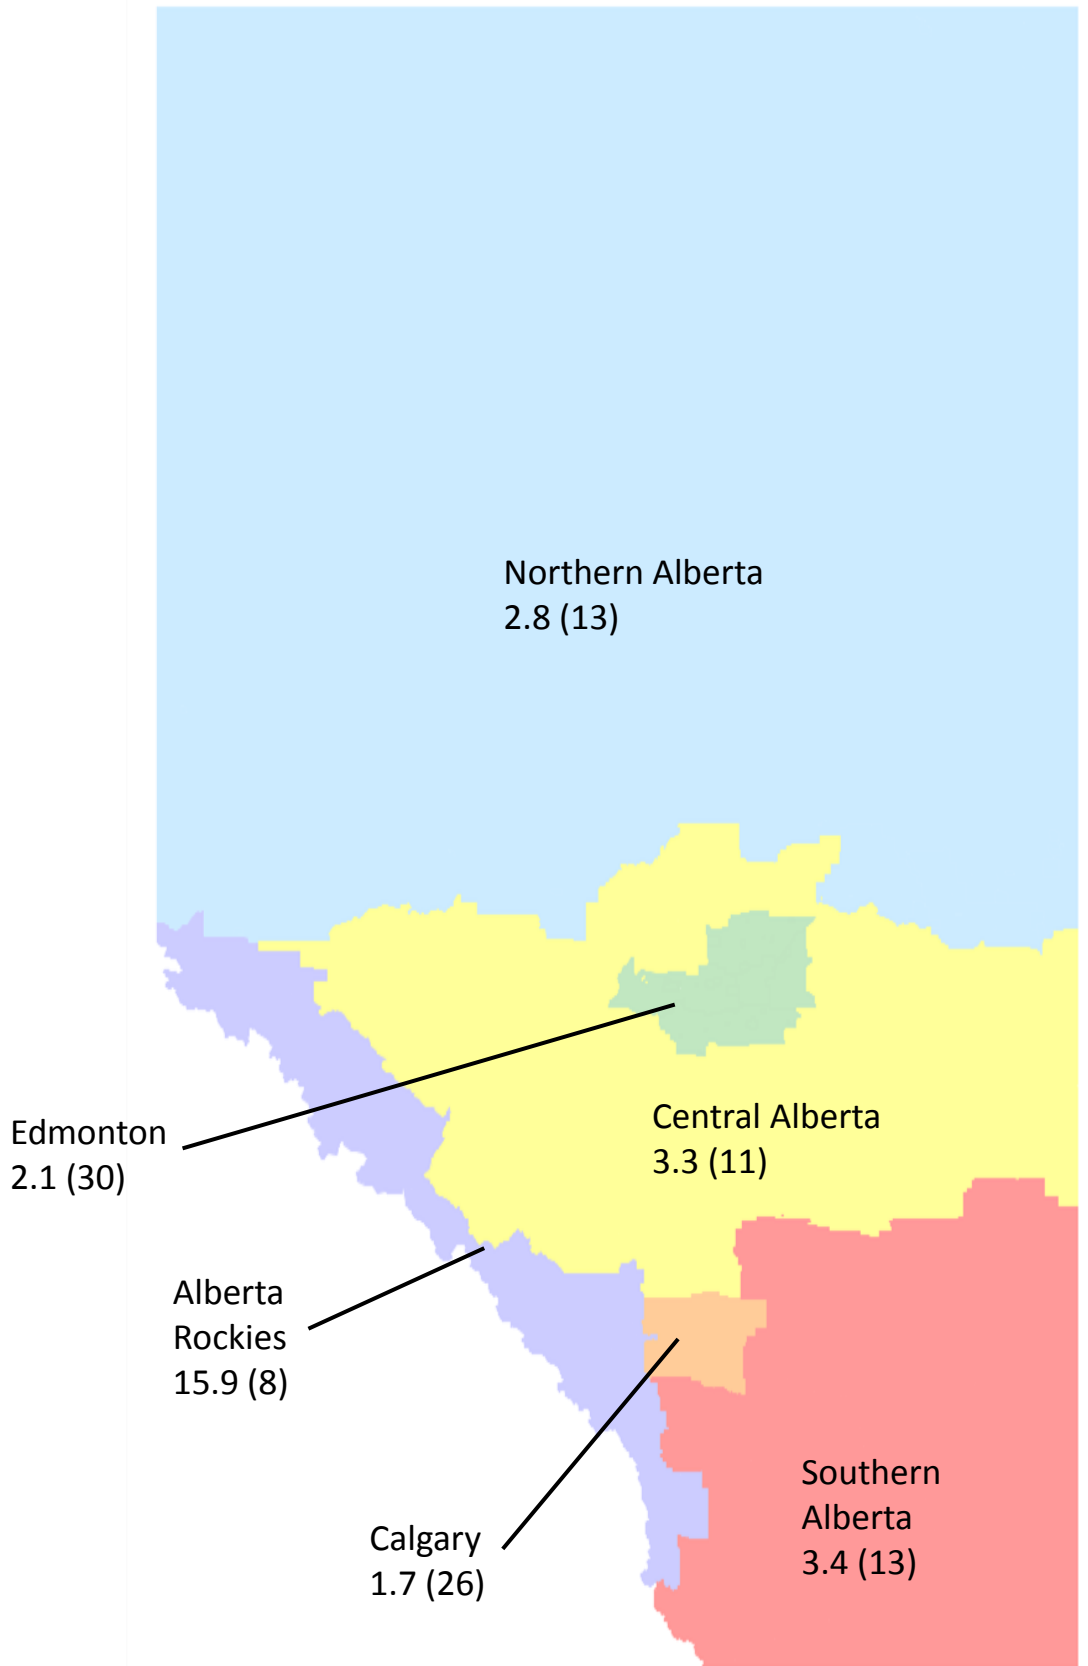 Northern Alberta
2.8 (13)
Edmonton
2.1 (30)
Central Alberta
3.3 (11)
Alberta
Rockies
15.9 (8)
Southern
Alberta
3.4 (13)
Calgary
1.7 (26)